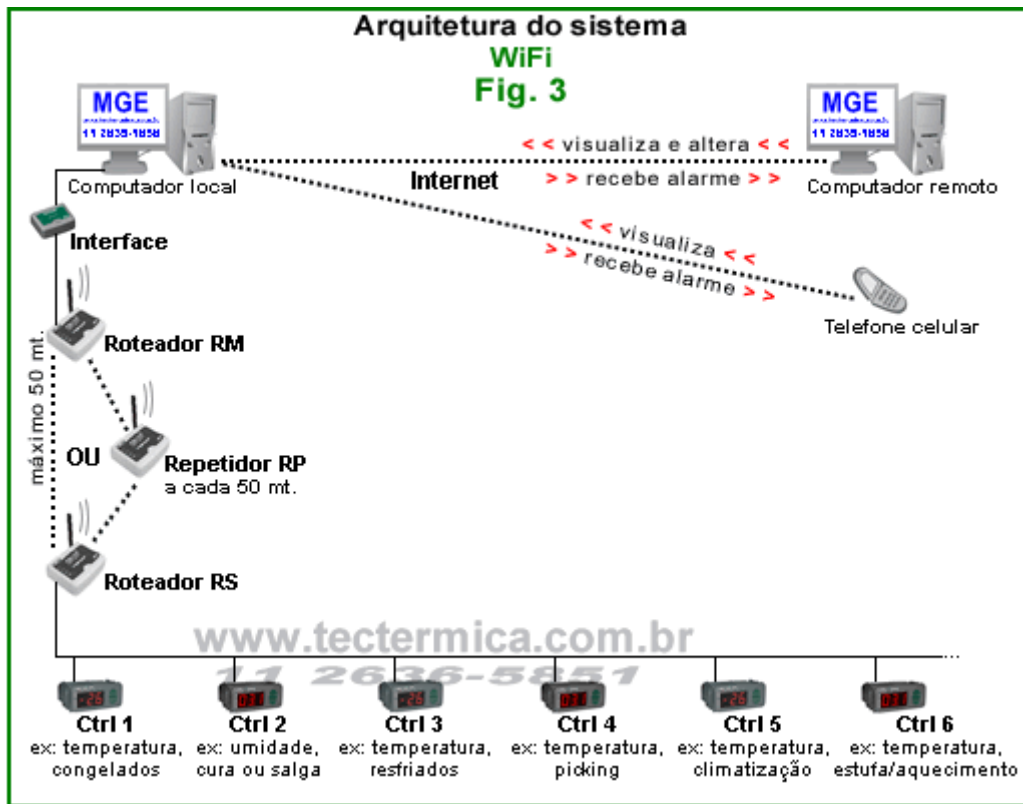 Arquitetura do sistema
WiFi
Fig. 3
MGE
11 2636-5858
MGE
11 2636-5858
<< visualiza e altera <<
Internet
>> recebe alarme >>
Computador local
Computador remoto
Interface
<< visualiza <<
>> recebe alarme >>
Telefone celular
Roteador RM
máximo 50 mt.
OU
Repetidor RP
a cada 50 mt.
Roteador RS
www.tectermica.com.br
11 2636-5851
Ctrl 1
ex: temperatura,
congelados
Ctrl 2
ex: umidade,
cura ou salga
Ctrl 3
ex: temperatura,
resfriados
Ctrl 4
ex: temperatura,
picking
Ctrl 5
ex: temperatura,
climatização
Ctrl 6
ex: temperatura,
estufa/aquecimento